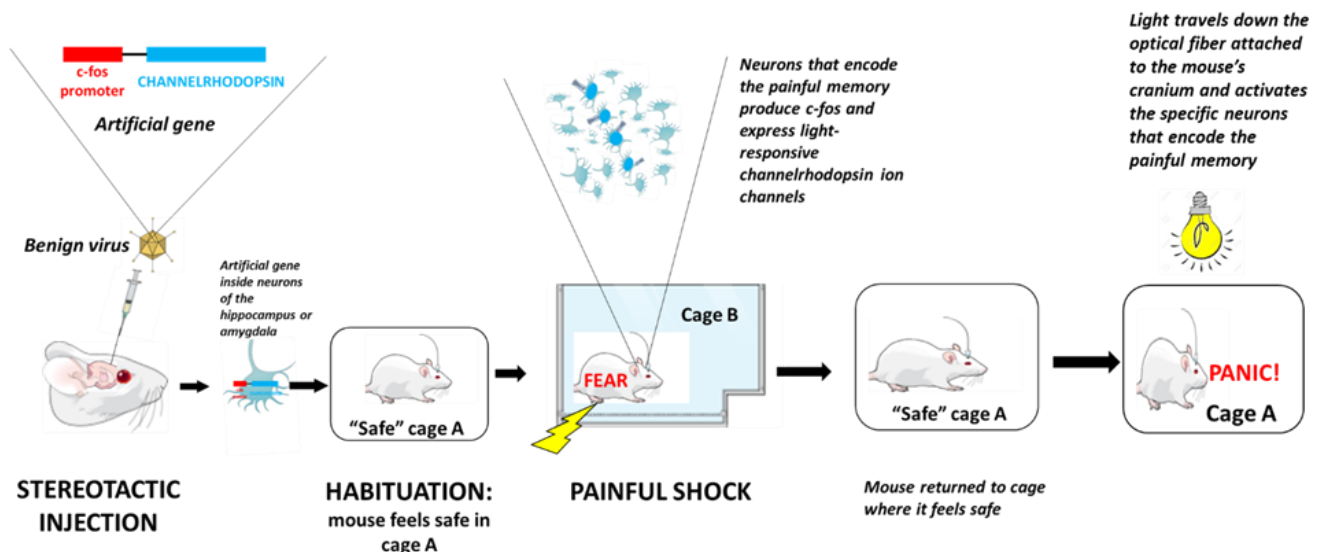 c-fos
promoter
CHANNELRHODOPSIN
Artificial gene
Benign virus
Artificial gene
inside neurons
of the
hippocampus or
amygdala
STEREOTACTIC
INJECTION
"Safe" cage A
HABITUATION:
mouse feels safe in
cage A
Neurons that encode
the painful memory
produce c-fos and
express light-
responsive
channelrhodopsin ion
channels
Cage B
FEAR
PAINFUL SHOCK
"Safe" cage A
Mouse returned to cage
where it feels safe
Light travels down the
optical fiber attached
to the mouse's
cranium and activates
the specific neurons
that encode the
painful memory
PANIC!
Cage A